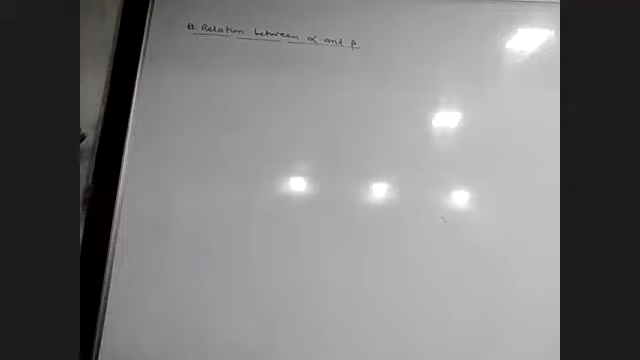 # Relation between α and β